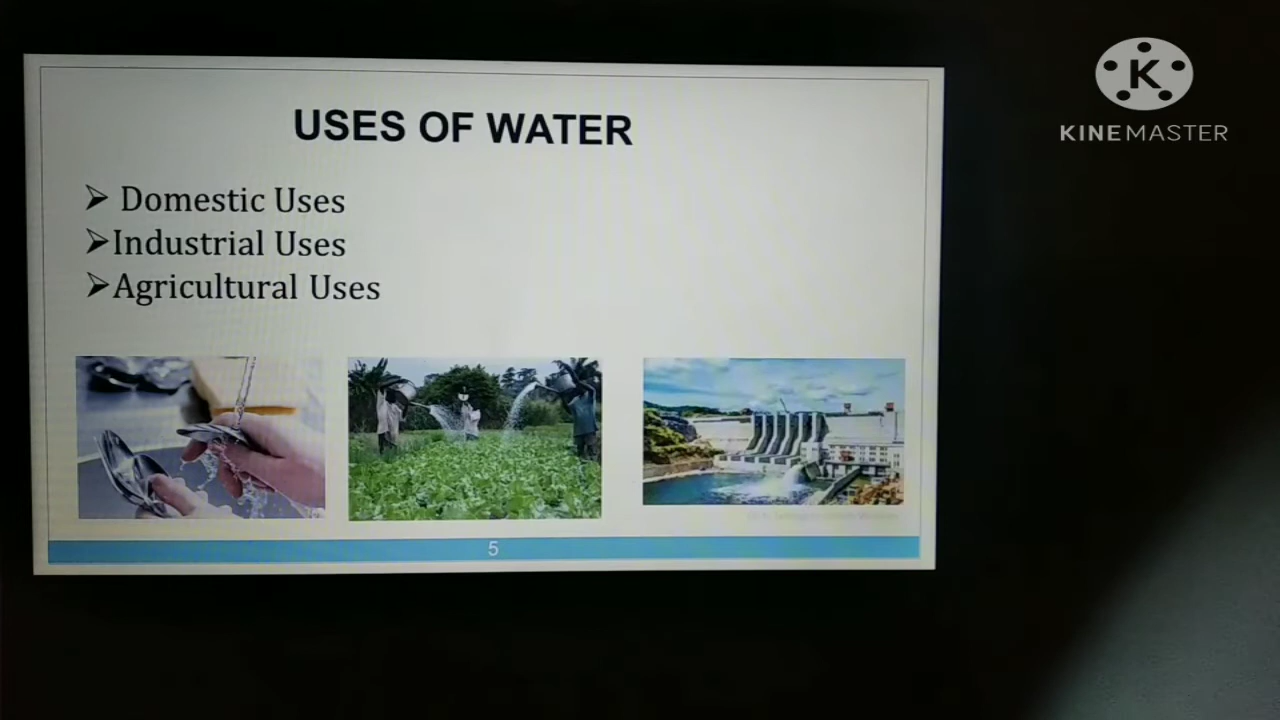 USES OF WATER
➢ Domestic Uses
➢Industrial Uses
➢Agricultural Uses
5
K
KINEMASTER